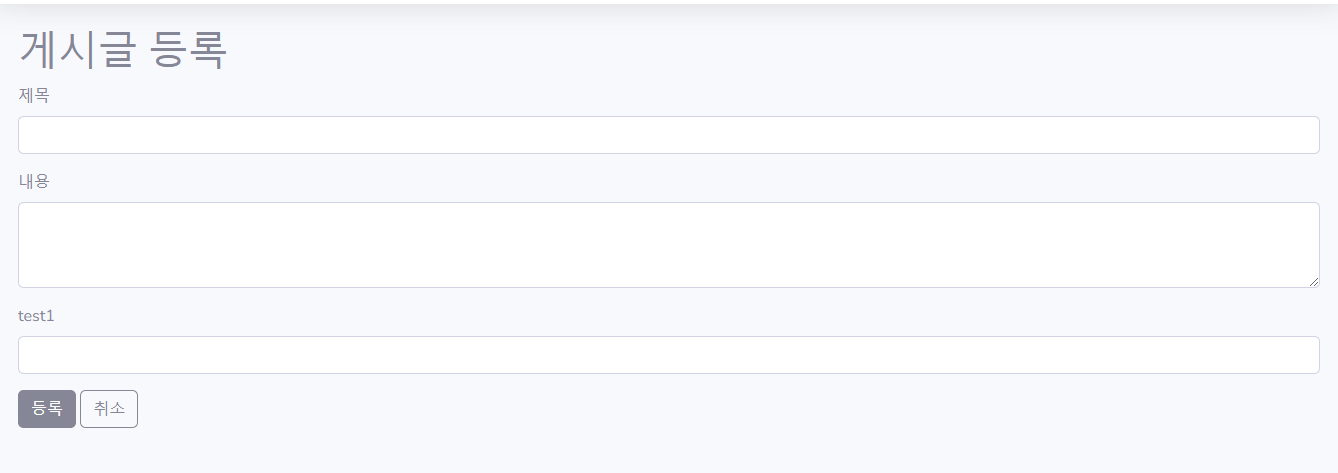 게시글 등록
제목
내용
test1
등록 취소